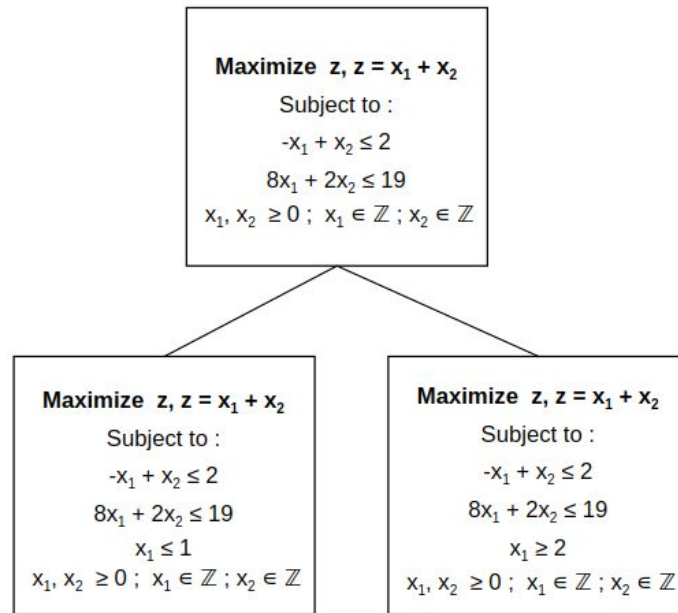 Maximize z, z = x₁ + x₂
Subject to :
-x₁ + x₂ ≤ 2
8x₁ + 2x₂ ≤ 19
x₁, x₂ ≥ 0 ; x₁ ∈ ℤ ; x₂ ∈ ℤ
Maximize z, z = x₁ + x₂
Subject to :
-x₁ + x₂ ≤ 2
8x₁ + 2x₂ ≤ 19
x₁ ≤ 1
x₁, x₂ ≥ 0 ; x₁ ∈ ℤ ; x₂ ∈ ℤ
Maximize z, z = x₁ + x₂
Subject to :
-x₁ + x₂ ≤ 2
8x₁ + 2x₂ ≤ 19
x₁ ≥ 2
x₁, x₂ ≥ 0 ; x₁ ∈ ℤ ; x₂ ∈ ℤ